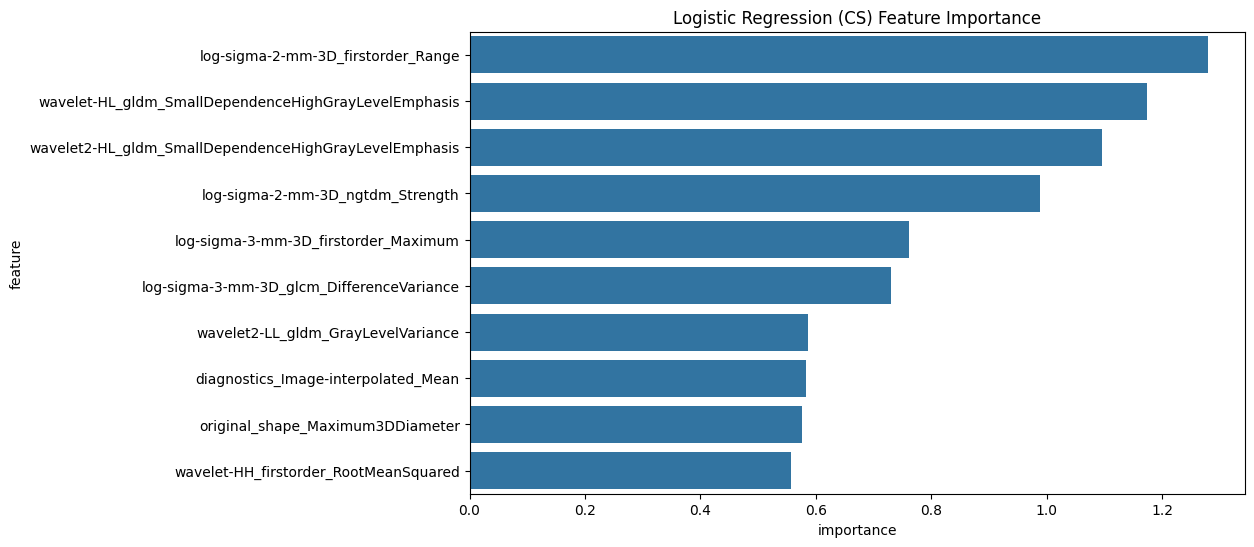 Logistic Regression (CS) Feature Importance
log-sigma-2-mm-3D_firstorder_Range
wavelet-HL_gldm_SmallDependenceHighGrayLevelEmphasis
wavelet2-HL_gldm_SmallDependenceHighGrayLevelEmphasis
log-sigma-2-mm-3D_ngtdm_Strength
log-sigma-3-mm-3D_firstorder_Maximum
feature
log-sigma-3-mm-3D_glcm_DifferenceVariance
wavelet2-LL_gldm_GrayLevelVariance
diagnostics_Image-interpolated_Mean
original_shape_Maximum3DDiameter
wavelet-HH_firstorder_RootMeanSquared
0.0 0.2 0.4 0.6 0.8 1.0 1.2
importance